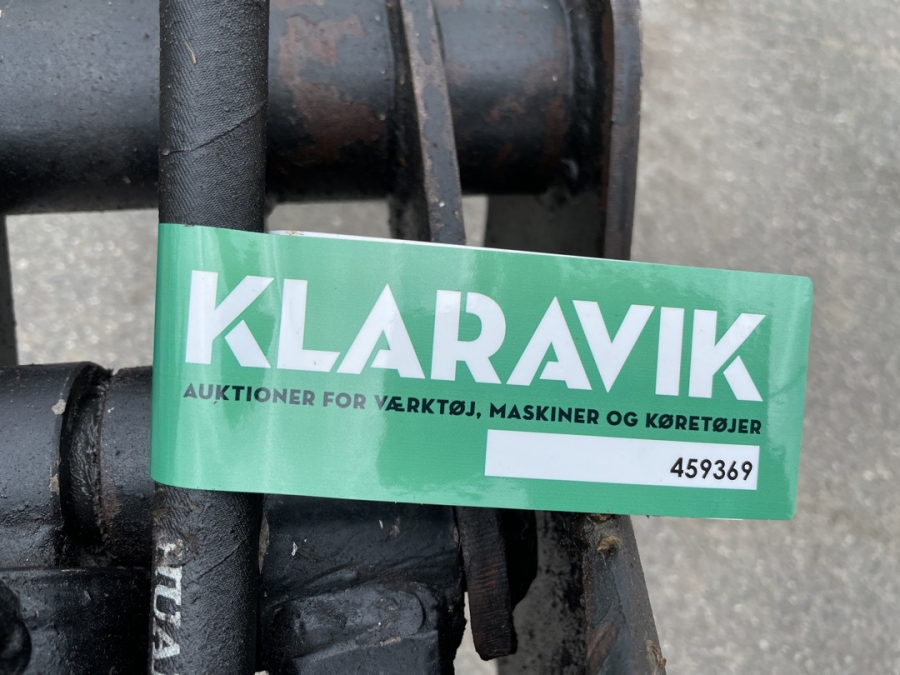 KLARAVIK
AUKTIONER FOR VÆRKTØJ, MASKINER OG KØRETØJER
459369